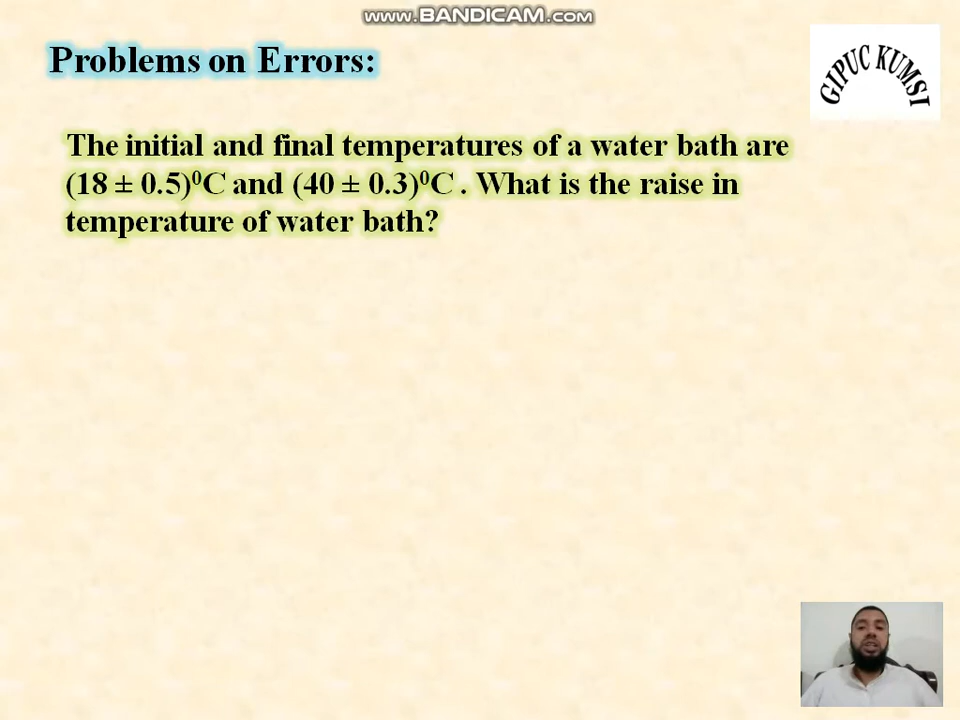 www.BANDICAM.com
Problems on Errors:
GIPUC KUMSI
The initial and final temperatures of a water bath are
(18 ± 0.5)⁰C and (40 ± 0.3)⁰C . What is the raise in
temperature of water bath?